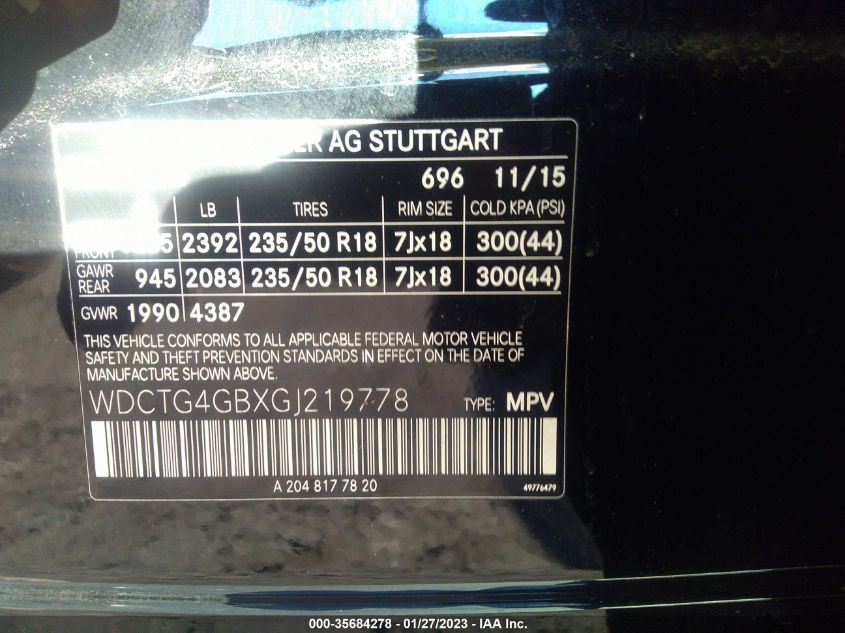 AG STUTTGART
696 11/15
LB TIRES RIM SIZE COLD KPA(PSI)
FRONT 2392 235/50 R18 7Jx18 300(44)
GAWR REAR 945 2083 235/50 R18 7Jx18 300(44)
GVWR 1990 4387
THIS VEHICLE CONFORMS TO ALL APPLICABLE FEDERAL MOTOR VEHICLE
SAFETY AND THEFT PREVENTION STANDARDS IN EFFECT ON THE DATE OF
MANUFACTURE SHOWN ABOVE.
WDCTG4GBXGJ219778 TYPE: MPV
A 204 817 78 20 49776479
000-35684278 - 01/27/2023 - IAA Inc.